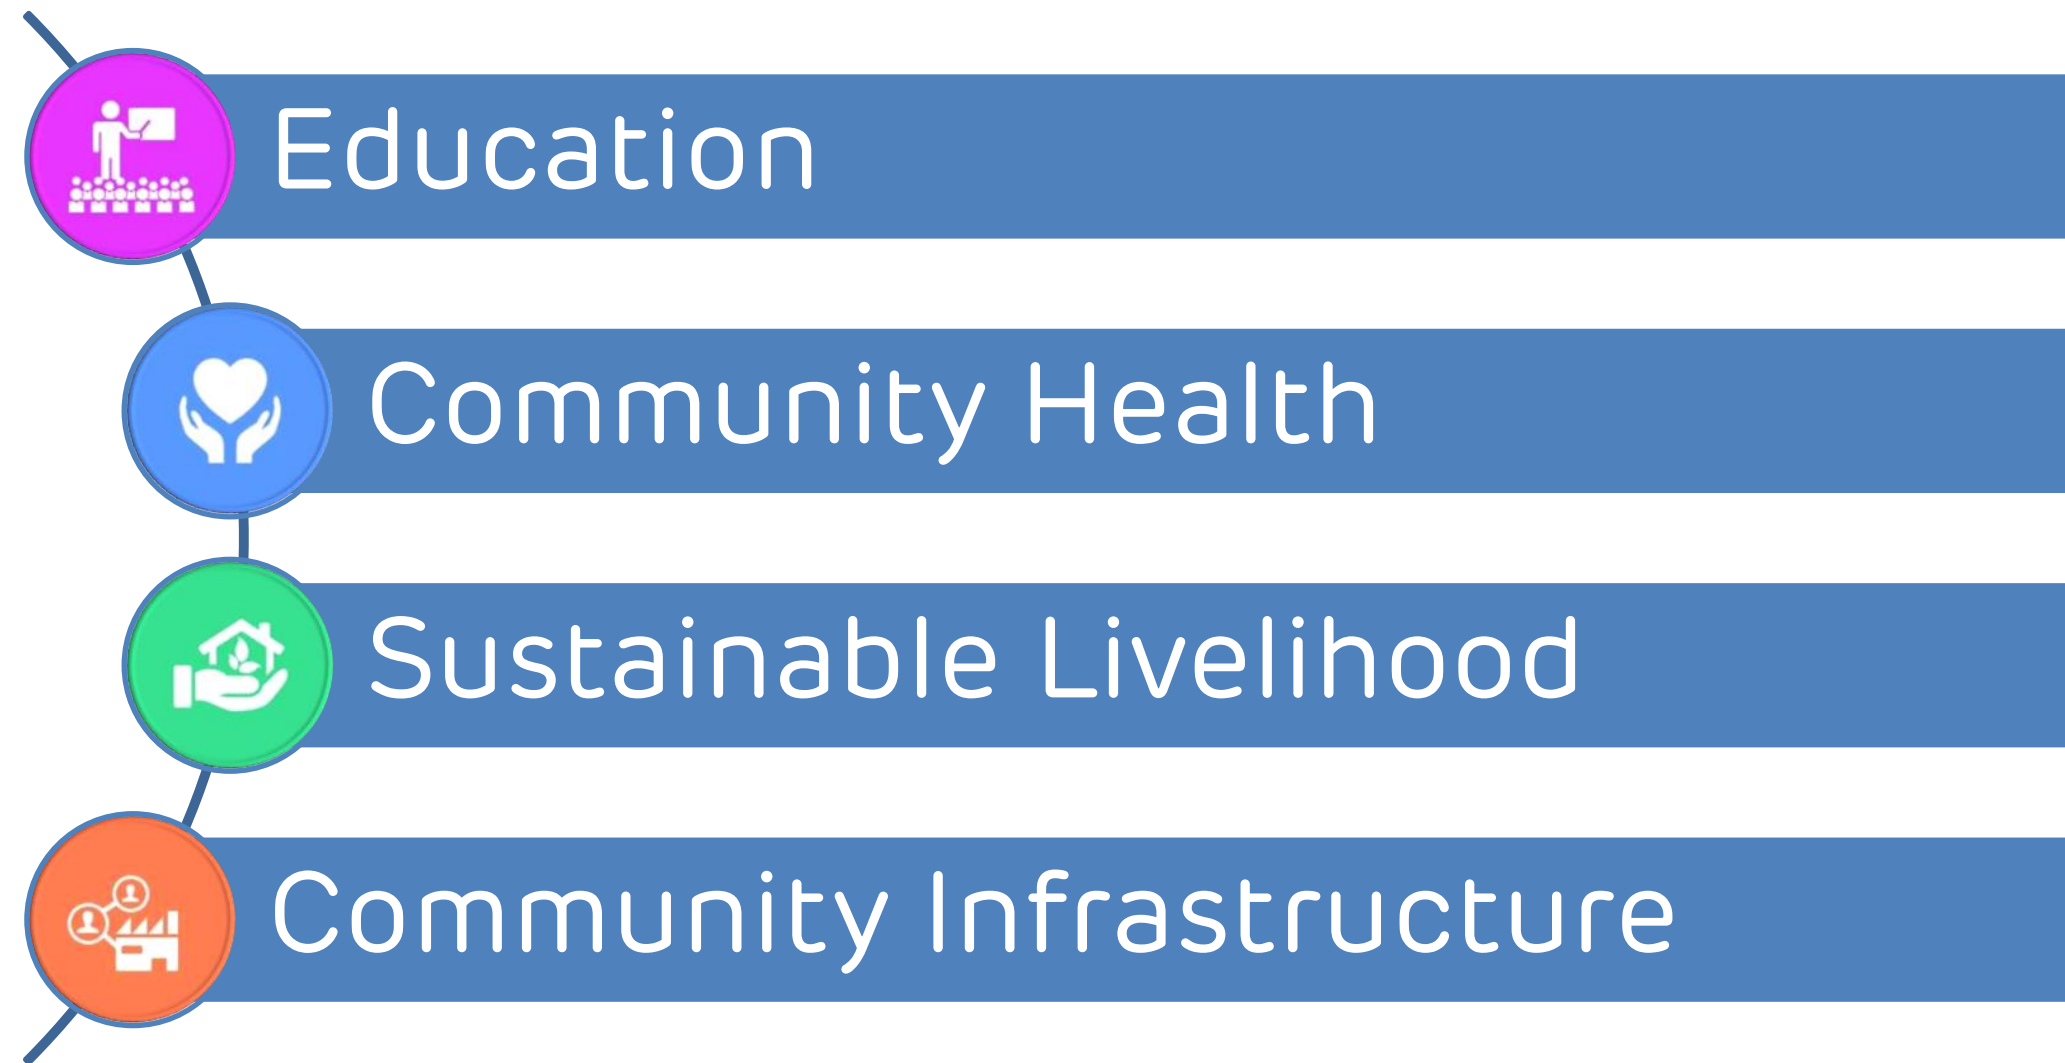 Education
Community Health
Sustainable Livelihood
Community Infrastructure